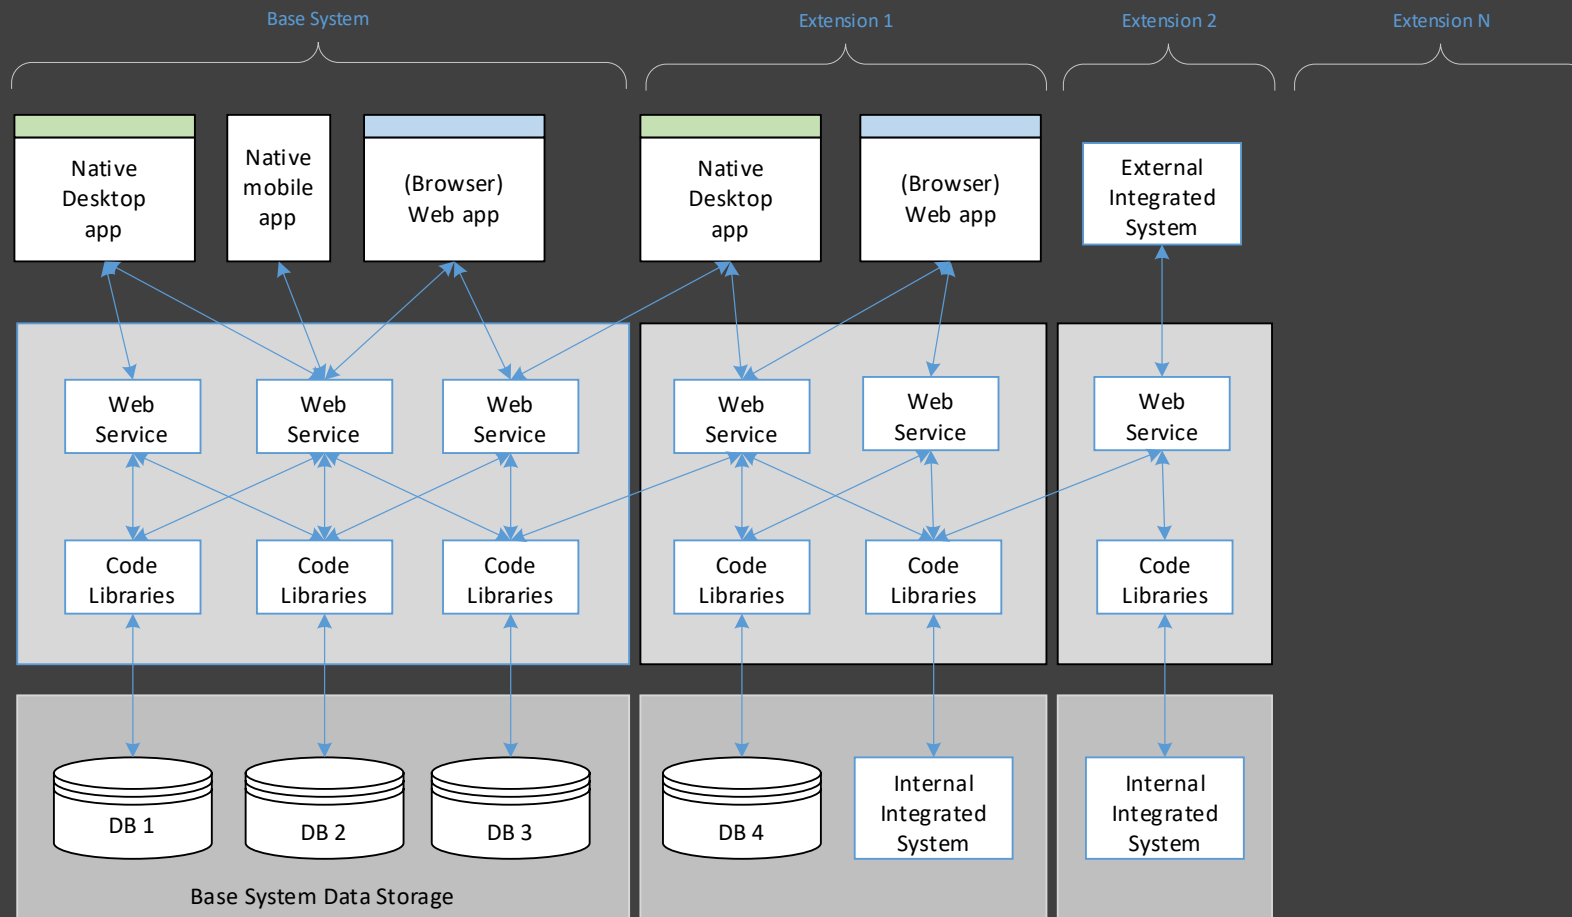 Base System
Extension 1
Extension 2
Extension N
Native
Desktop
app
Native
mobile
app
(Browser)
Web app
Native
Desktop
app
(Browser)
Web app
External
Integrated
System
Web
Service
Web
Service
Web
Service
Web
Service
Web
Service
Web
Service
Code
Libraries
Code
Libraries
Code
Libraries
Code
Libraries
Code
Libraries
Code
Libraries
DB 1
DB 2
DB 3
DB 4
Internal
Integrated
System
Internal
Integrated
System
Base System Data Storage